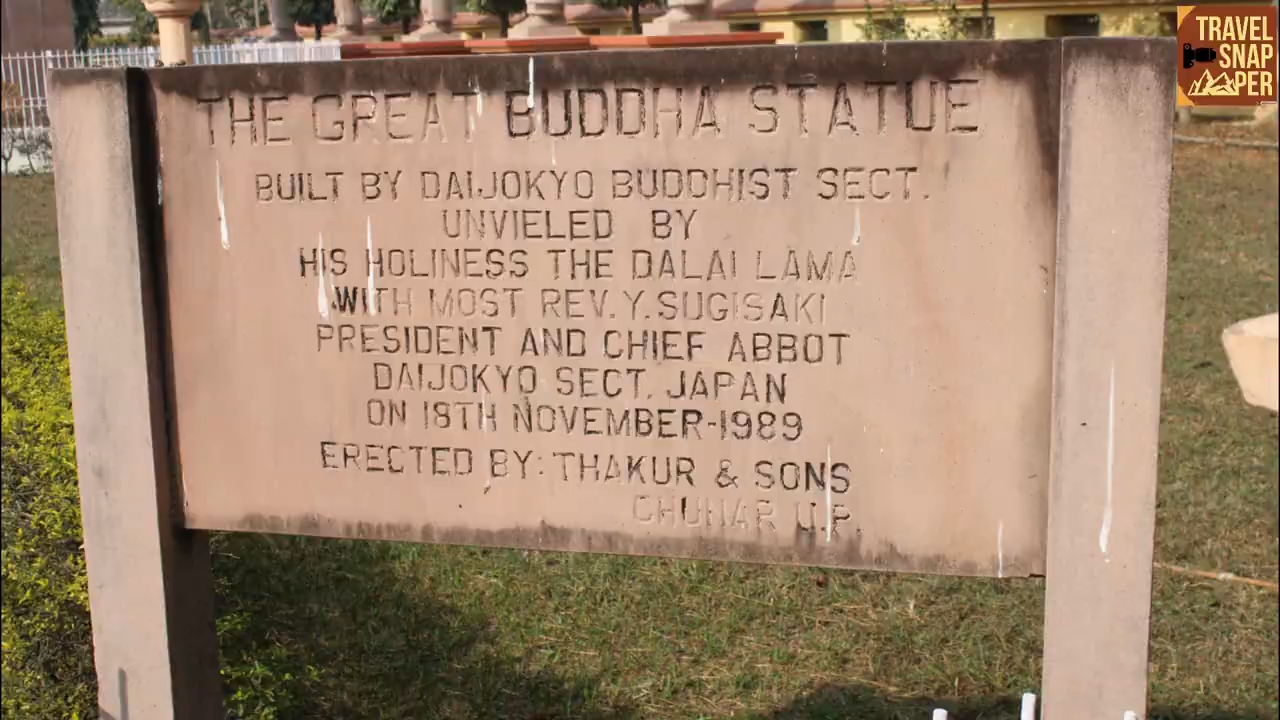 THE GREAT BUDDHA STATUE
BUILT BY DAIJOKYO BUDDHIST SECT.
UNVIELED BY
HIS HOLINESS THE DALAI LAMA
WITH MOST REV. Y. SUGISAKI
PRESIDENT AND CHIEF ABBOT
DAIJOKYO SECT. JAPAN
ON 18TH NOVEMBER-1989
ERECTED BY: THAKUR & SONS
CHUNAR U.P.
TRAVEL
SNAP
PER